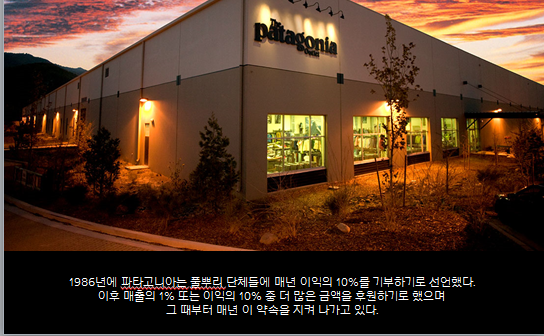 The
patagonia
Outlet
1986년에 파타고니아는 풀뿌리 단체들에 매년 이익의 10%를 기부하기로 선언했다.
이후 매출의 1% 또는 이익의 10% 중 더 많은 금액을 후원하기로 했으며
그 때부터 매년 이 약속을 지켜 나가고 있다.